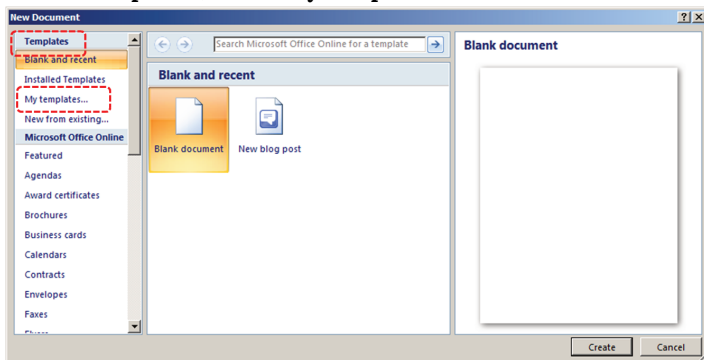 New Document
Templates
Blank and recent
Installed Templates
My templates...
New from existing...
Microsoft Office Online
Featured
Agendas
Award certificates
Brochures
Business cards
Calendars
Contracts
Envelopes
Faxes
Search Microsoft Office Online for a template
Blank and recent
Blank document
New blog post
Blank document
Create
Cancel